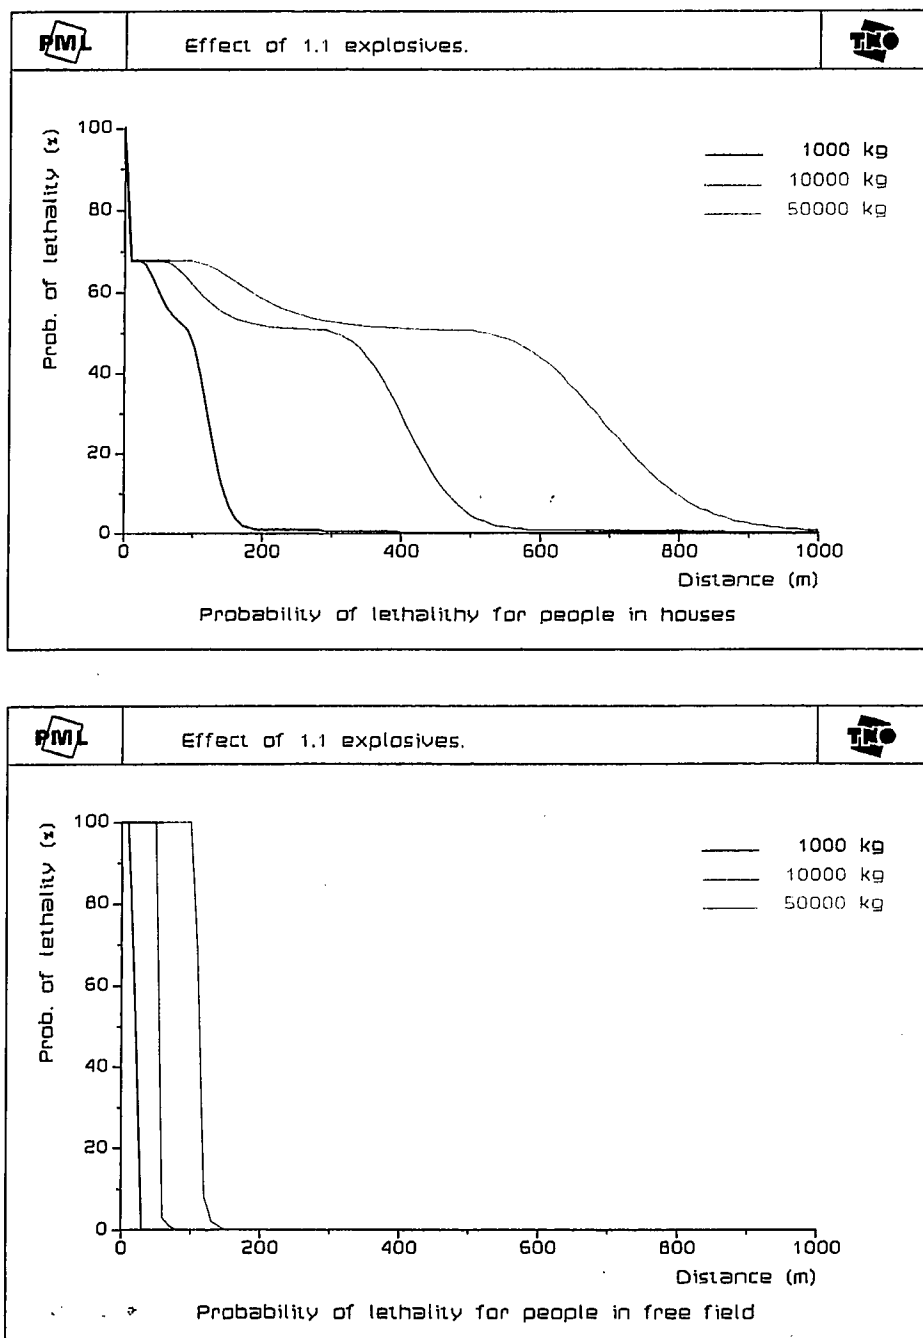 PML
Effect of 1.1 explosives.
TNO
Prob. of lethality (%)
100
80
60
40
20
0
1000 kg
10000 kg
50000 kg
0 200 400 600 800 1000
Distance (m)
Probability of lethalithy for people in houses
PML
Effect of 1.1 explosives.
TNO
Prob. of lethality (%)
100
80
60
40
20
0
1000 kg
10000 kg
50000 kg
0 200 400 600 800 1000
Distance (m)
Probability of lethality for people in free field